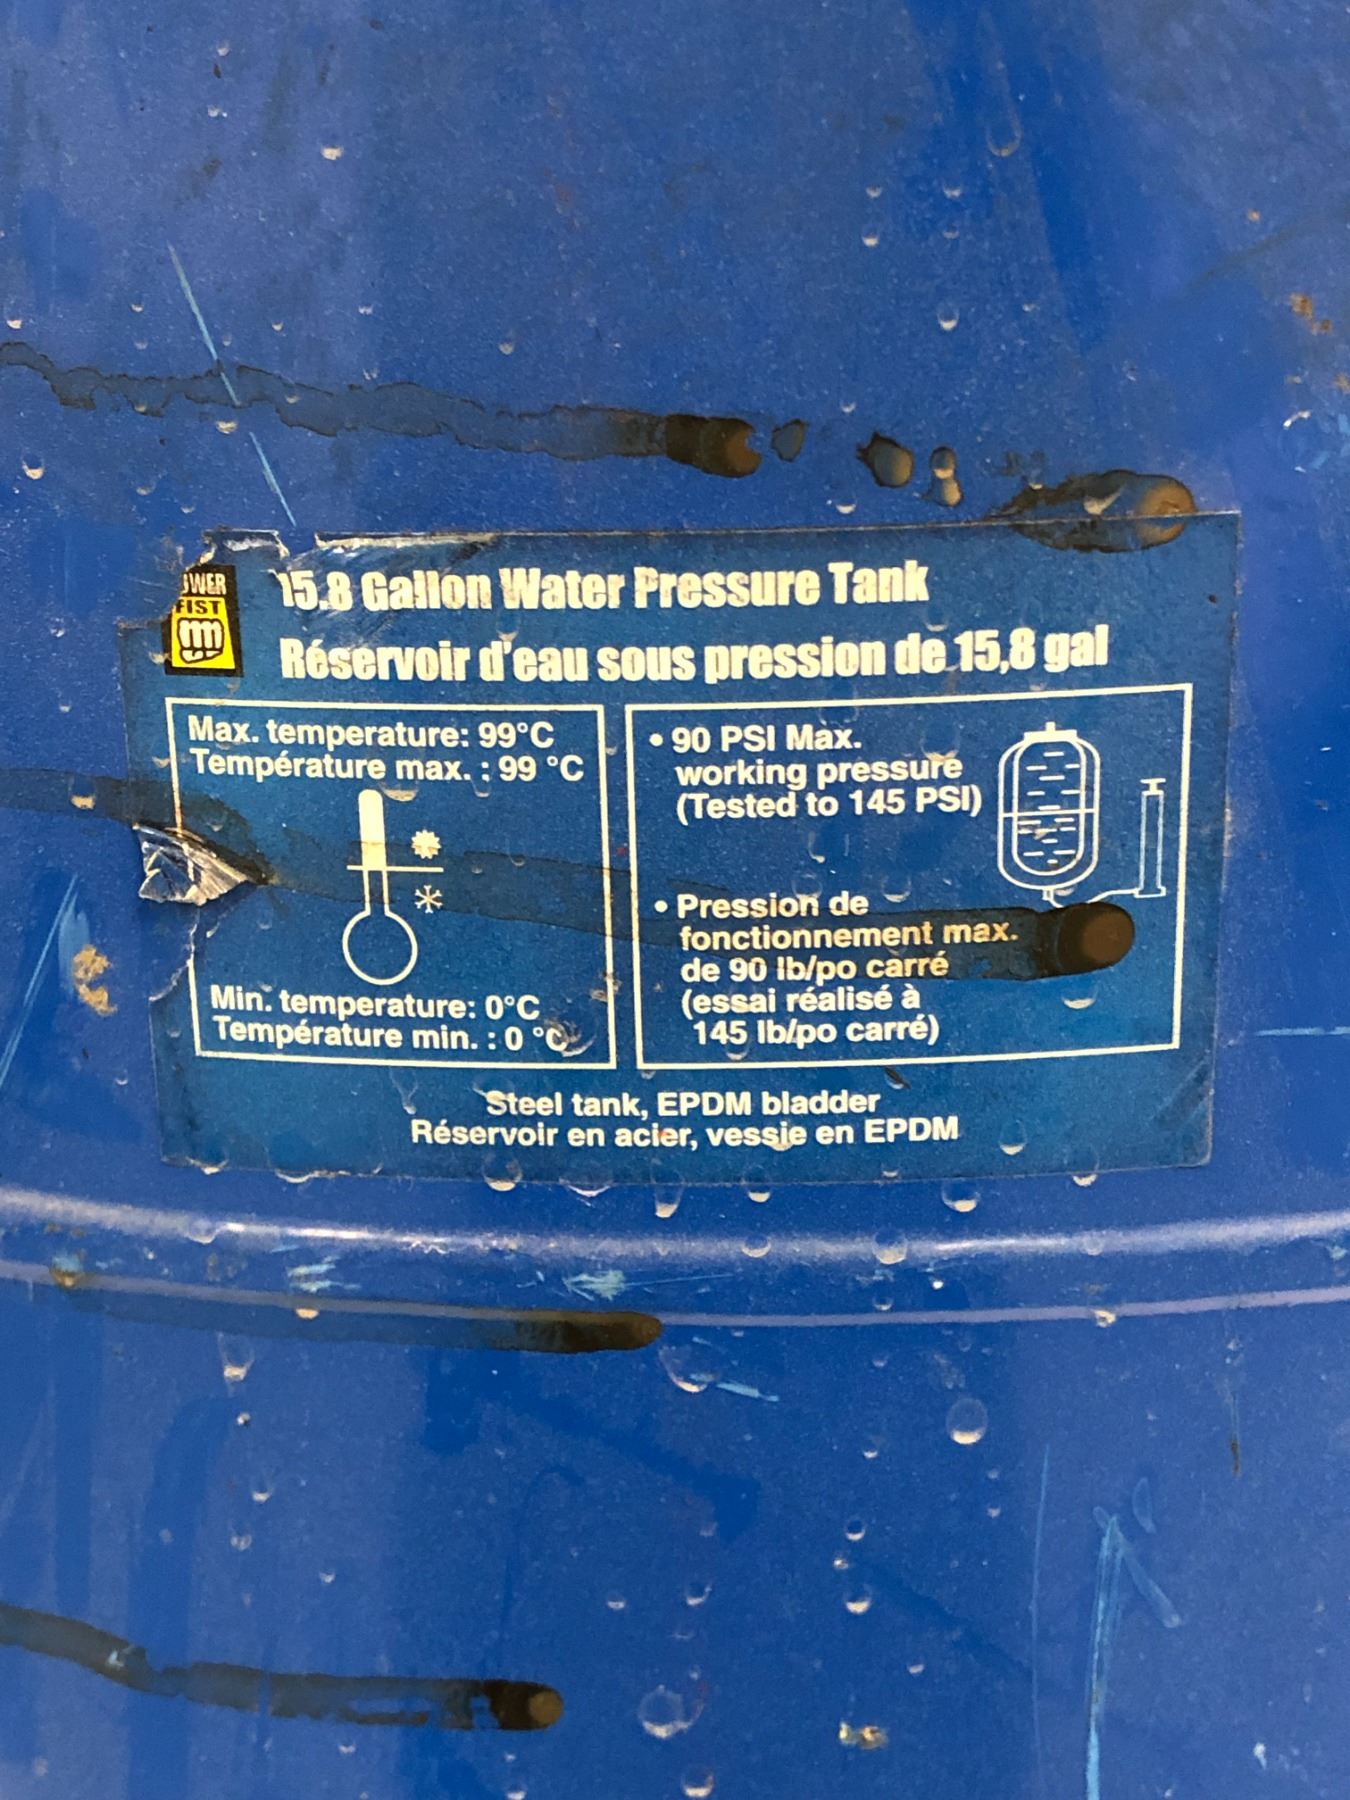 FIST
15.8 Gallon Water Pressure Tank
Réservoir d'eau sous pression de 15,8 gal
Max. temperature: 99°C
Température max. : 99 °C
Min. temperature: 0°C
Température min. : 0 °C
• 90 PSI Max.
working pressure
(Tested to 145 PSI)
• Pression de
fonctionnement max.
de 90 lb/po carré
(essai réalisé à
145 lb/po carré)
Steel tank, EPDM bladder
Réservoir en acier, vessie en EPDM